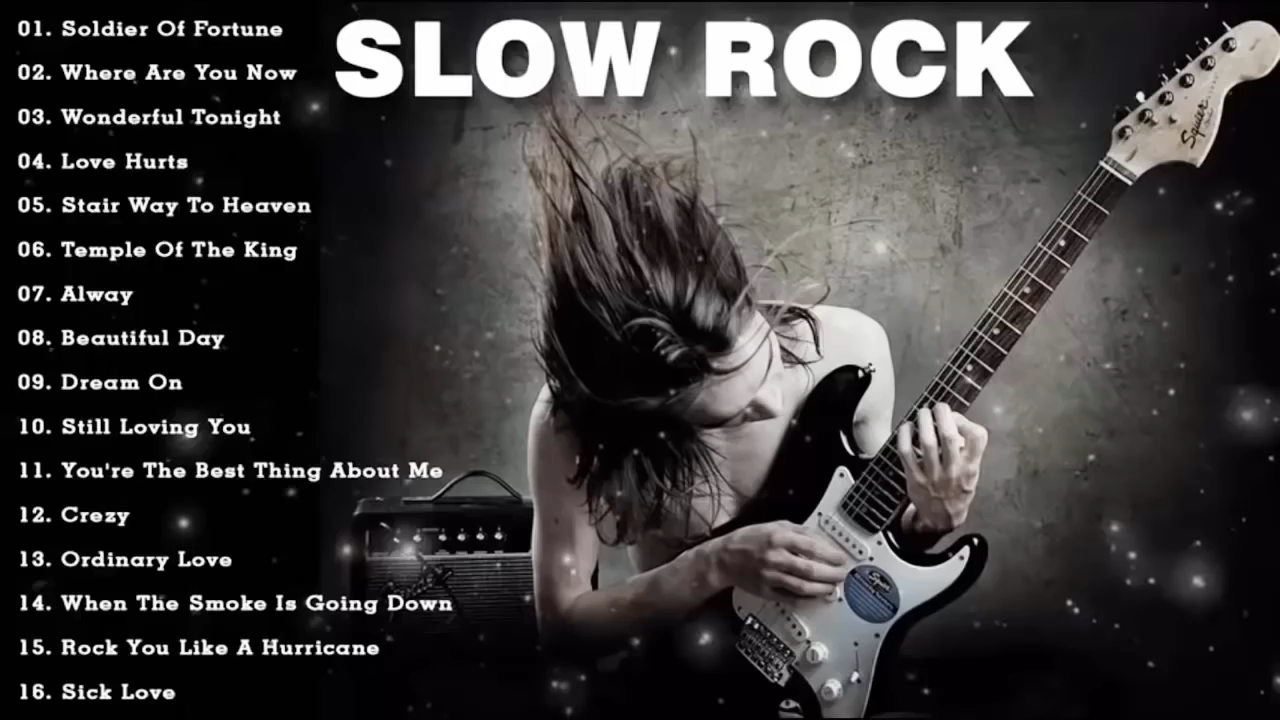 SLOW ROCK
01. Soldier Of Fortune
02. Where Are You Now
03. Wonderful Tonight
04. Love Hurts
05. Stair Way To Heaven
06. Temple Of The King
07. Alway
08. Beautiful Day
09. Dream On
10. Still Loving You
11. You're The Best Thing About Me
12. Crezy
13. Ordinary Love
14. When The Smoke Is Going Down
15. Rock You Like A Hurricane
16. Sick Love
Squier
Squier